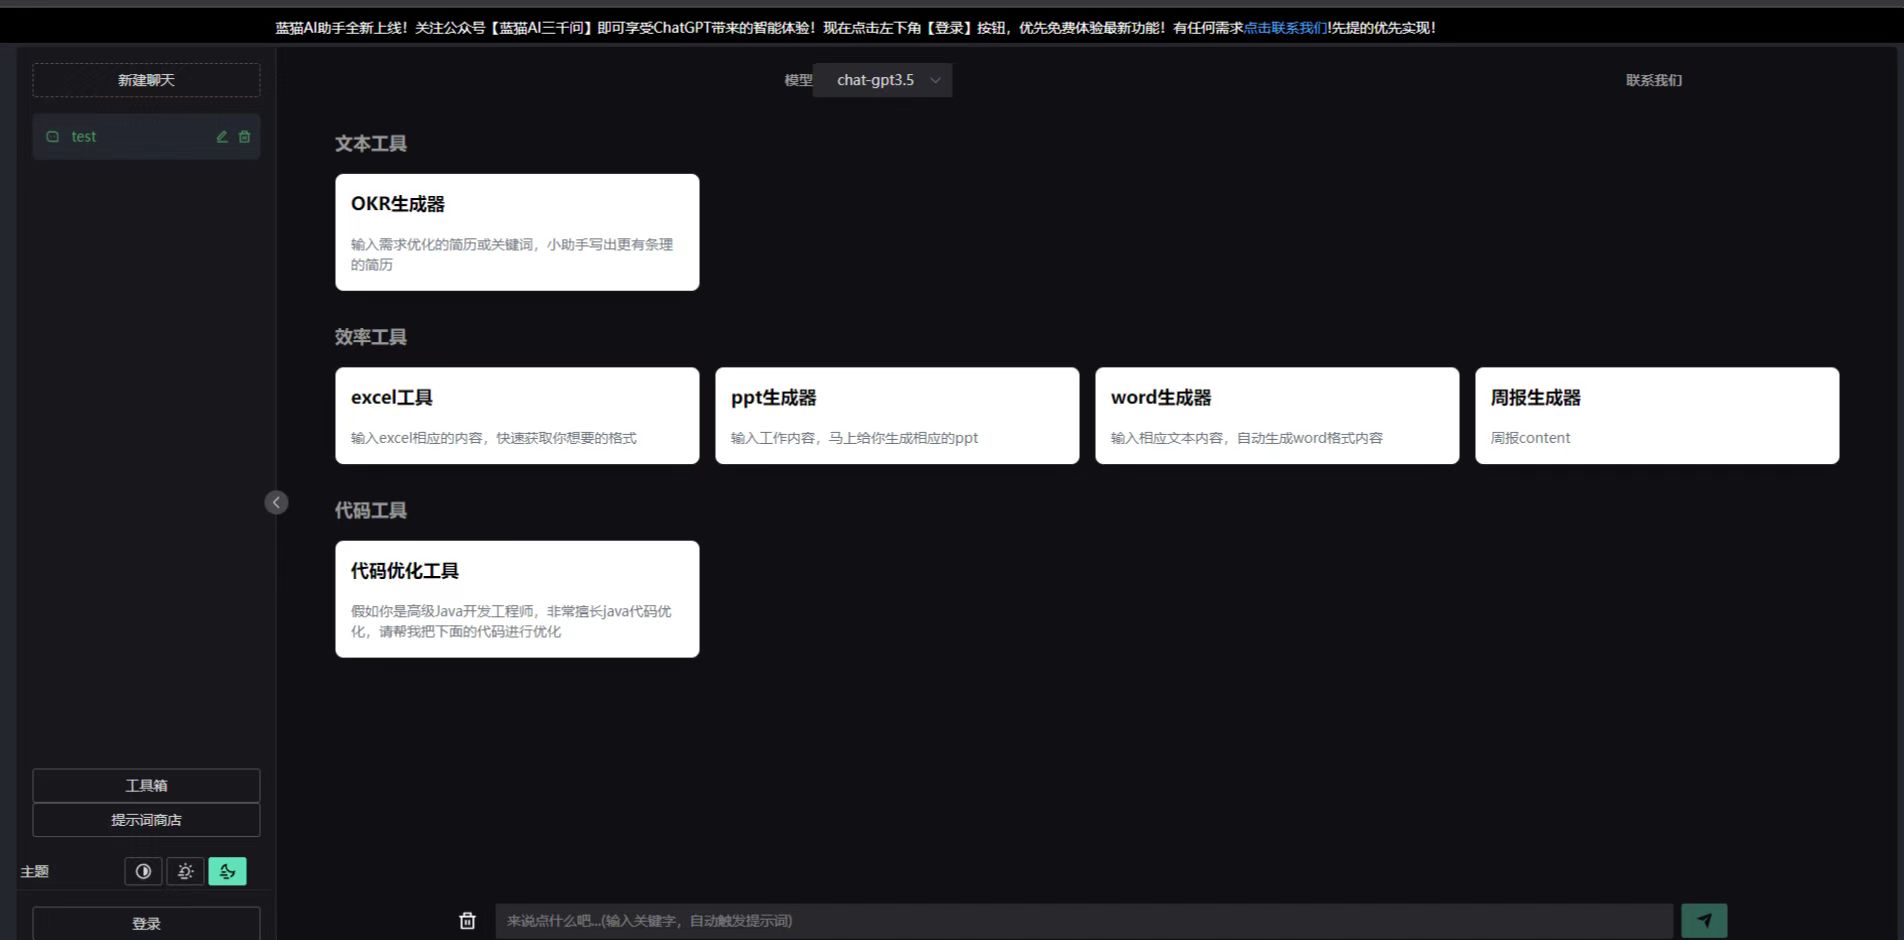 蓝猫AI助手全新上线！关注公众号【蓝猫AI三千问】即可享受ChatGPT带来的智能体验！现在点击左下角【登录】按钮，优先免费体验最新功能！有任何需求点击联系我们!先提的优先实现！
新建聊天
test
模型
chat-gpt3.5
联系我们
文本工具
OKR生成器
输入需求优化的简历或关键词，小助手写出更有条理
的简历
效率工具
excel工具
输入excel相应的内容，快速获取你想要的格式
ppt生成器
输入工作内容，马上给你生成相应的ppt
word生成器
输入相应文本内容，自动生成word格式内容
周报生成器
周报content
代码工具
代码优化工具
假如你是高级Java开发工程师，非常擅长java代码优
化，请帮我把下面的代码进行优化
工具箱
提示词商店
主题
登录
来说点什么吧...(输入关键字，自动触发提示词)